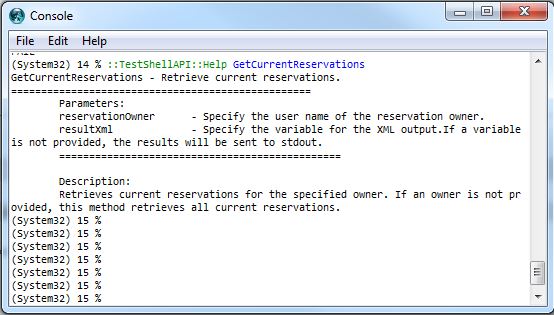 Console
File Edit Help
(System32) 14 % ::TestShellAPI::Help GetCurrentReservations
GetCurrentReservations - Retrieve current reservations.
==================================================
Parameters:
reservationOwner - Specify the user name of the reservation owner.
resultXml - Specify the variable for the XML output.If a variable
is not provided, the results will be sent to stdout.
===============================================
Description:
Retrieves current reservations for the specified owner. If an owner is not pr
ovided, this method retrieves all current reservations.
(System32) 15 %
(System32) 15 %
(System32) 15 %
(System32) 15 %
(System32) 15 %
(System32) 15 %
(System32) 15 %